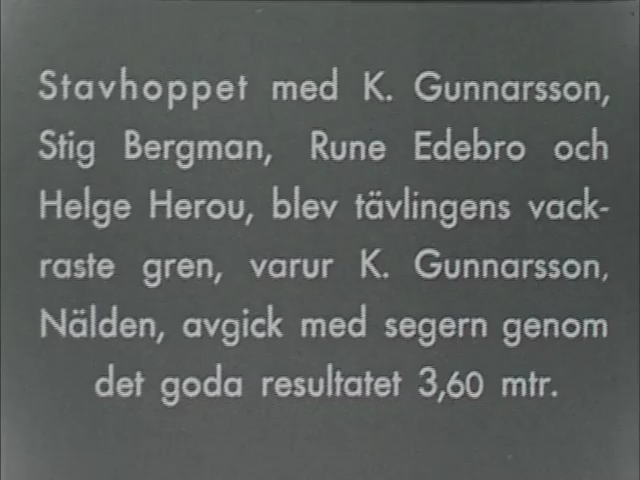 Stavhoppet med K. Gunnarsson,
Stig Bergman, Rune Edebro och
Helge Herou, blev tävlingens vack-
raste gren, varur K. Gunnarsson,
Nälden, avgick med segern genom
det goda resultatet 3,60 mtr.